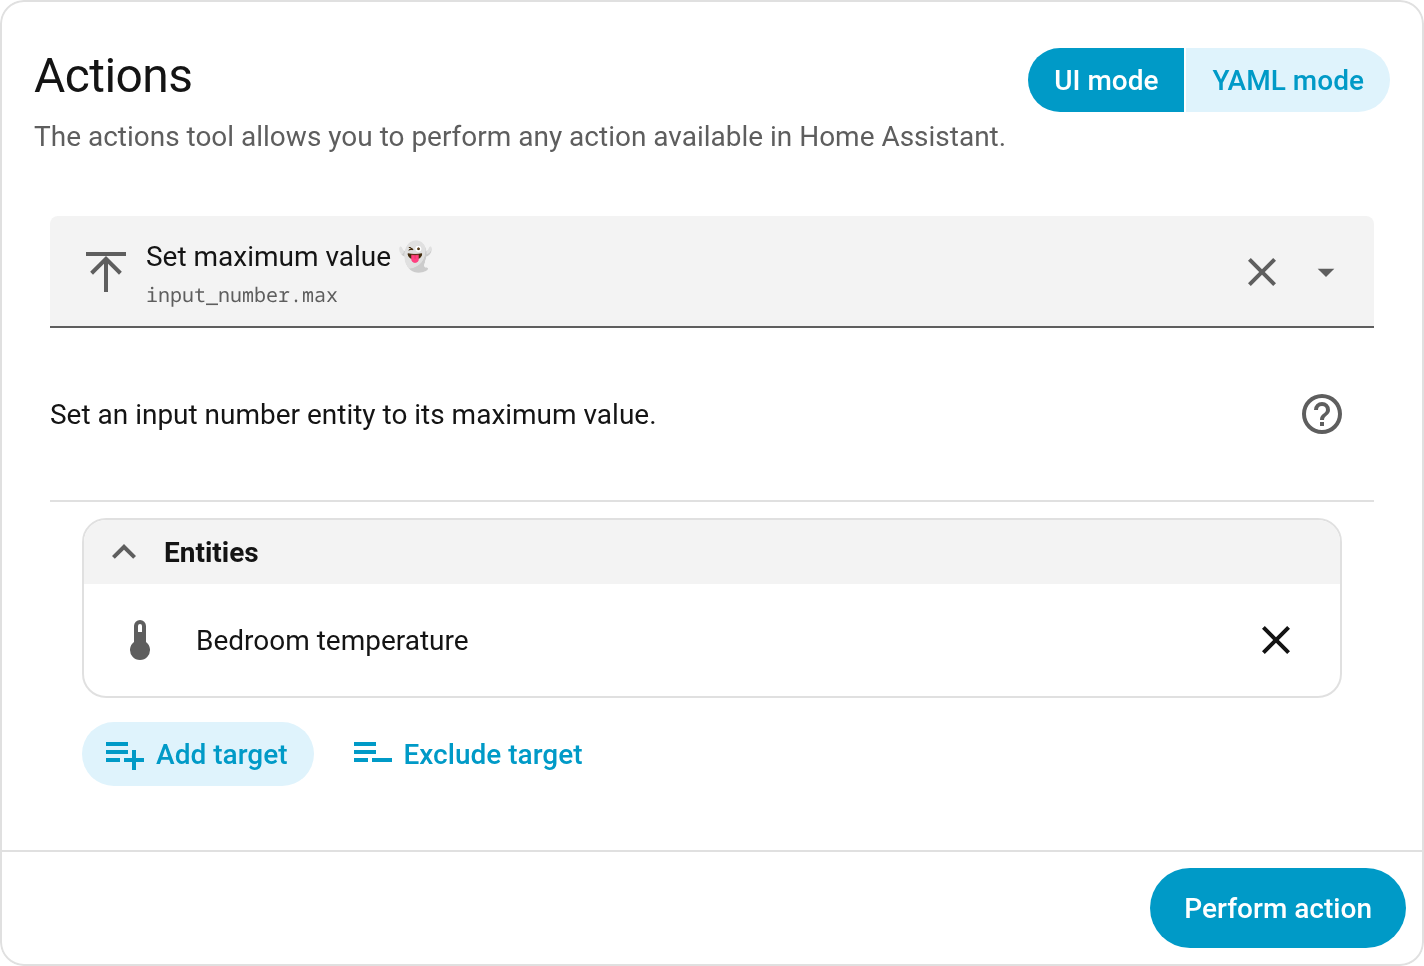 Actions
UI mode
YAML mode
The actions tool allows you to perform any action available in Home Assistant.
Set maximum value 👻
input_number.max
Set an input number entity to its maximum value.
Entities
Bedroom temperature
Add target
Exclude target
Perform action